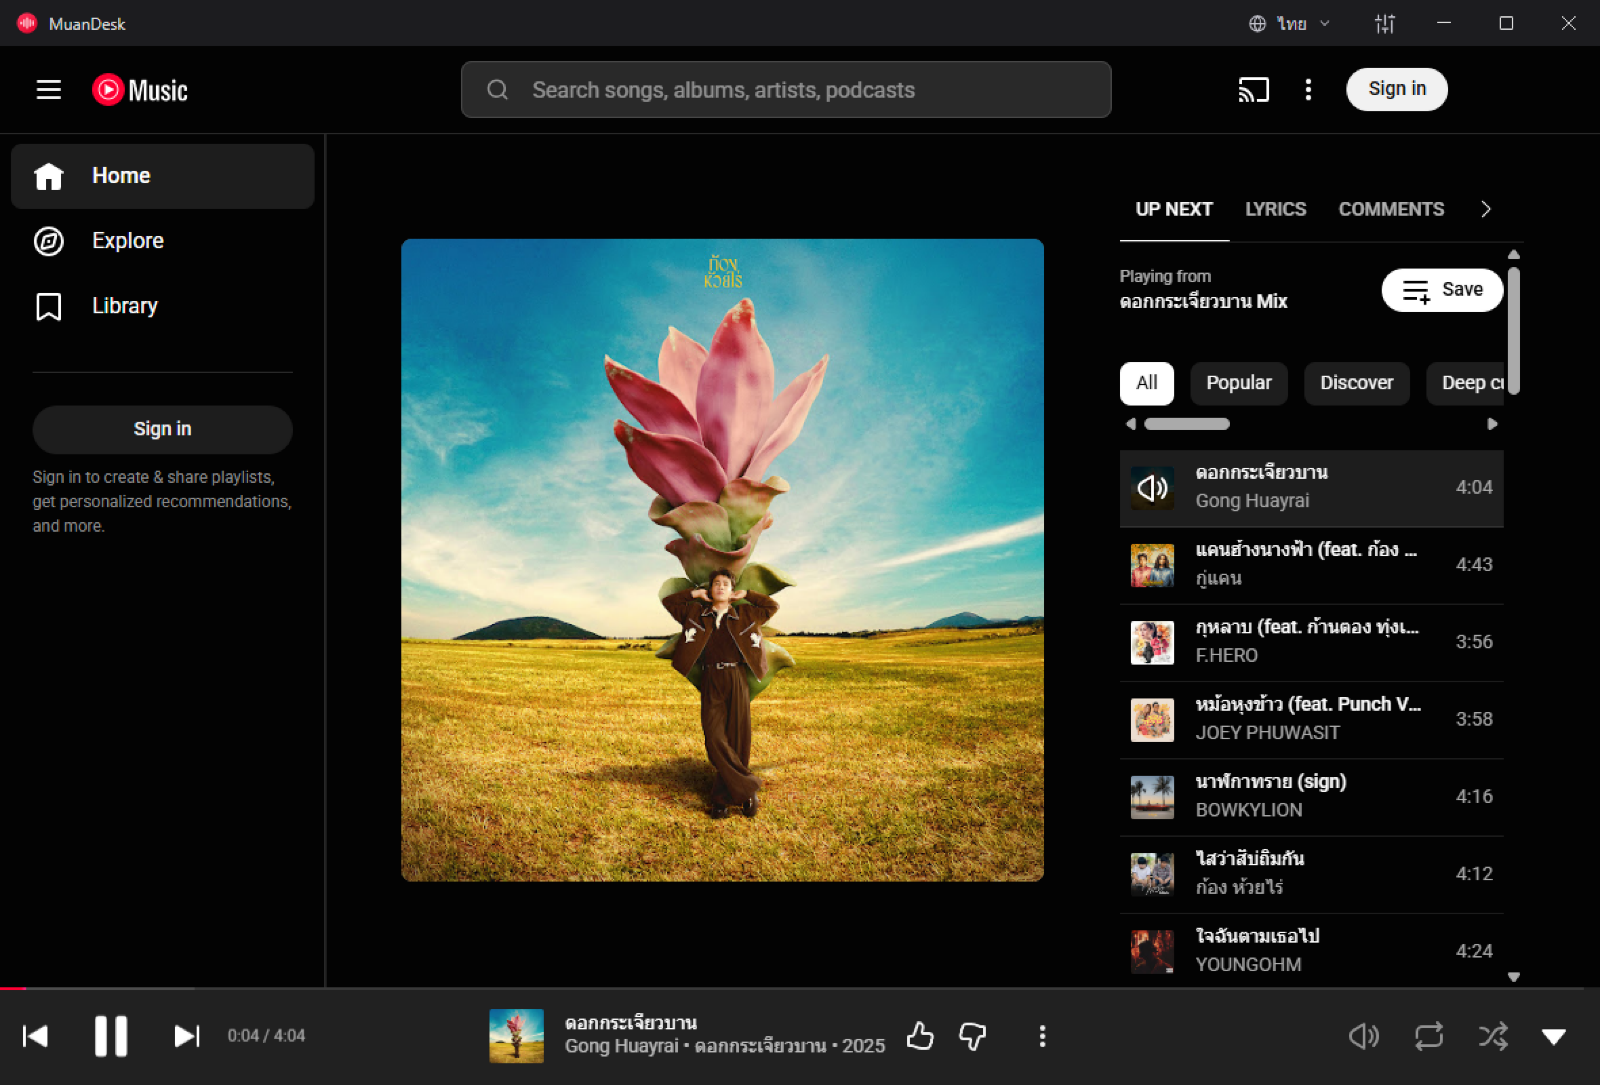 MuanDesk
ไทย
Music
Search songs, albums, artists, podcasts
Sign in
Home
Explore
Library
Sign in
Sign in to create & share playlists,
get personalized recommendations,
and more.
ก้อง
ห้วยไร่
UP NEXT
LYRICS
COMMENTS
Playing from
ดอกกระเจียวบาน Mix
Save
All
Popular
Discover
Deep cu
ดอกกระเจียวบาน
Gong Huayrai
4:04
แคนฮ้างนางฟ้า (feat. ก้อง ...
กู่แคน
4:43
กุหลาบ (feat. ก้านตอง ทุ่งเ...
F.HERO
3:56
หม้อหุงข้าว (feat. Punch V...
JOEY PHUWASIT
3:58
นาฬิกาทราย (sign)
BOWKYLION
4:16
ไสว่าสิบ่ถิ่มกัน
ก้อง ห้วยไร่
4:12
ใจฉันตามเธอไป
YOUNGOHM
4:24
0:04 / 4:04
ดอกกระเจียวบาน
Gong Huayrai • ดอกกระเจียวบาน • 2025